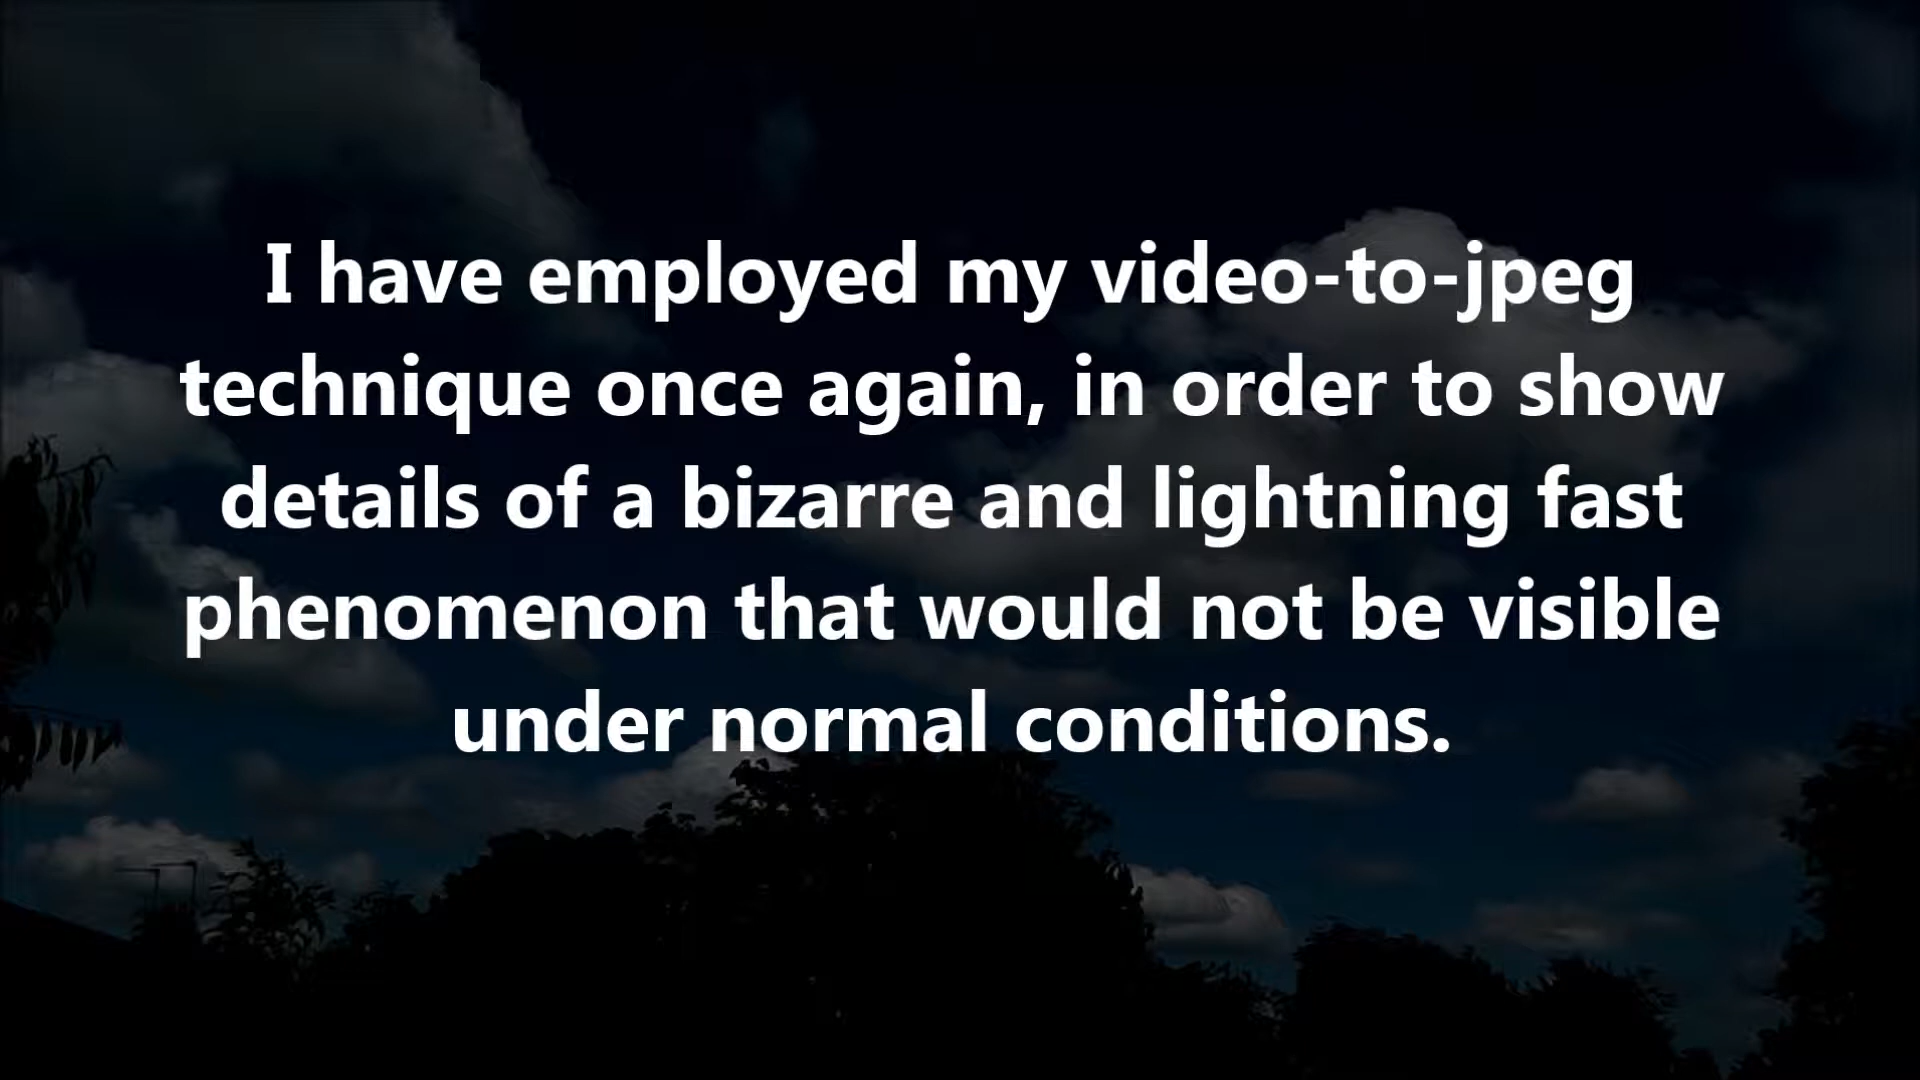 I have employed my video-to-jpeg
technique once again, in order to show
details of a bizarre and lightning fast
phenomenon that would not be visible
under normal conditions.